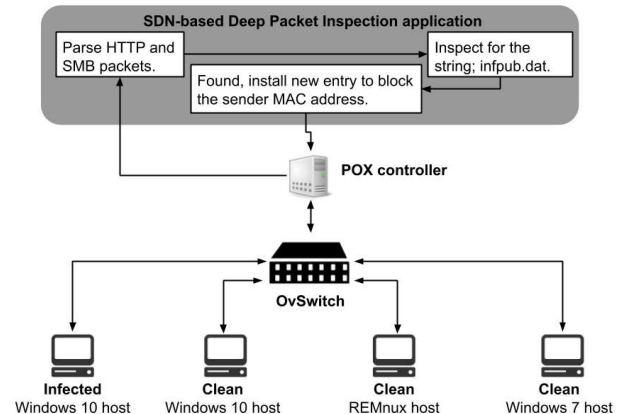 SDN-based Deep Packet Inspection application
Parse HTTP and
SMB packets.
Inspect for the
string; infpub.dat.
Found, install new entry to block
the sender MAC address.
POX controller
OvSwitch
Infected
Windows 10 host
Clean
Windows 10 host
Clean
REMnux host
Clean
Windows 7 host